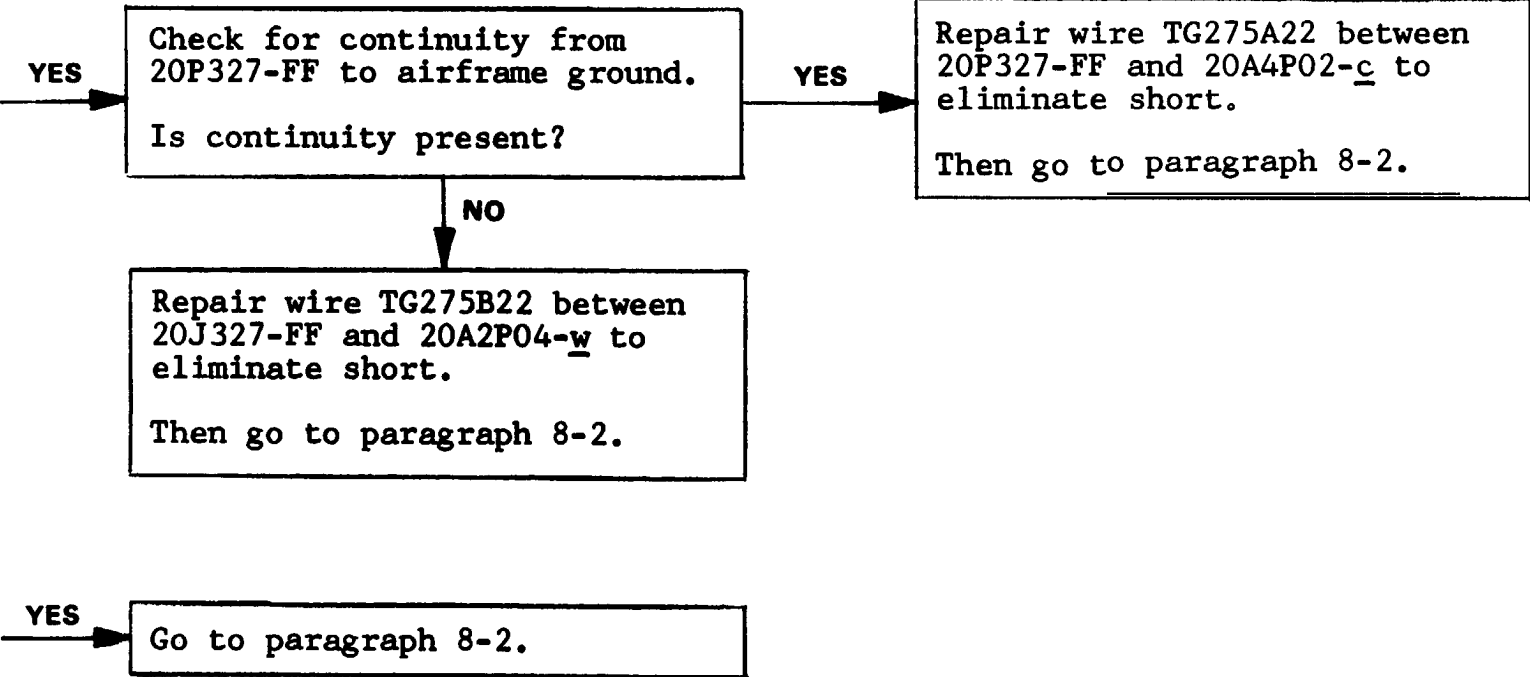 YES
Check for continuity from
20P327-FF to airframe ground.
Is continuity present?
YES
Repair wire TG275A22 between
20P327-FF and 20A4P02-c to
eliminate short.
Then go to paragraph 8-2.
NO
Repair wire TG275B22 between
20J327-FF and 20A2P04-w to
eliminate short.
Then go to paragraph 8-2.
YES
Go to paragraph 8-2.